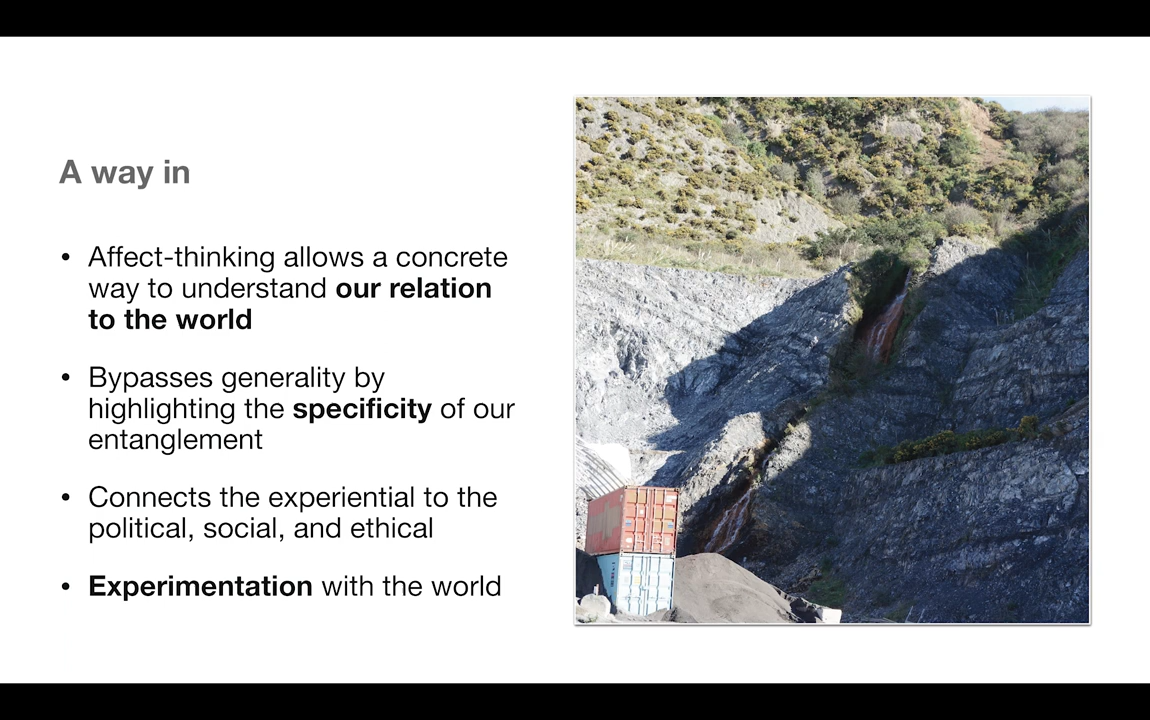 A way in
• Affect-thinking allows a concrete
way to understand our relation
to the world
• Bypasses generality by
highlighting the specificity of our
entanglement
• Connects the experiential to the
political, social, and ethical
• Experimentation with the world